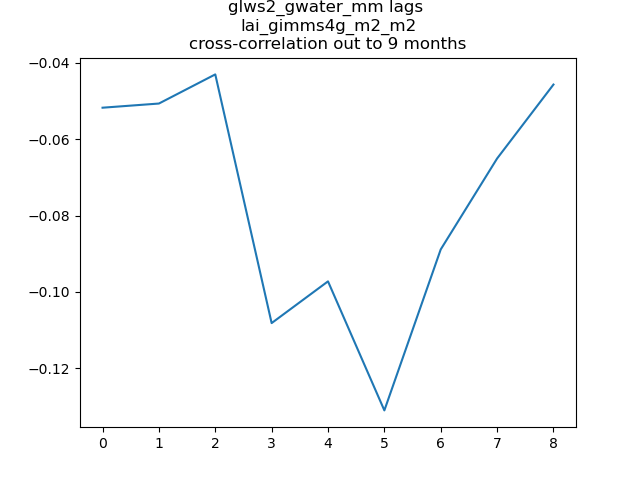 glws2_gwater_mm lags
lai_gimms4g_m2_m2
cross-correlation out to 9 months
−0.04
−0.06
−0.08
−0.10
−0.12
0 1 2 3 4 5 6 7 8